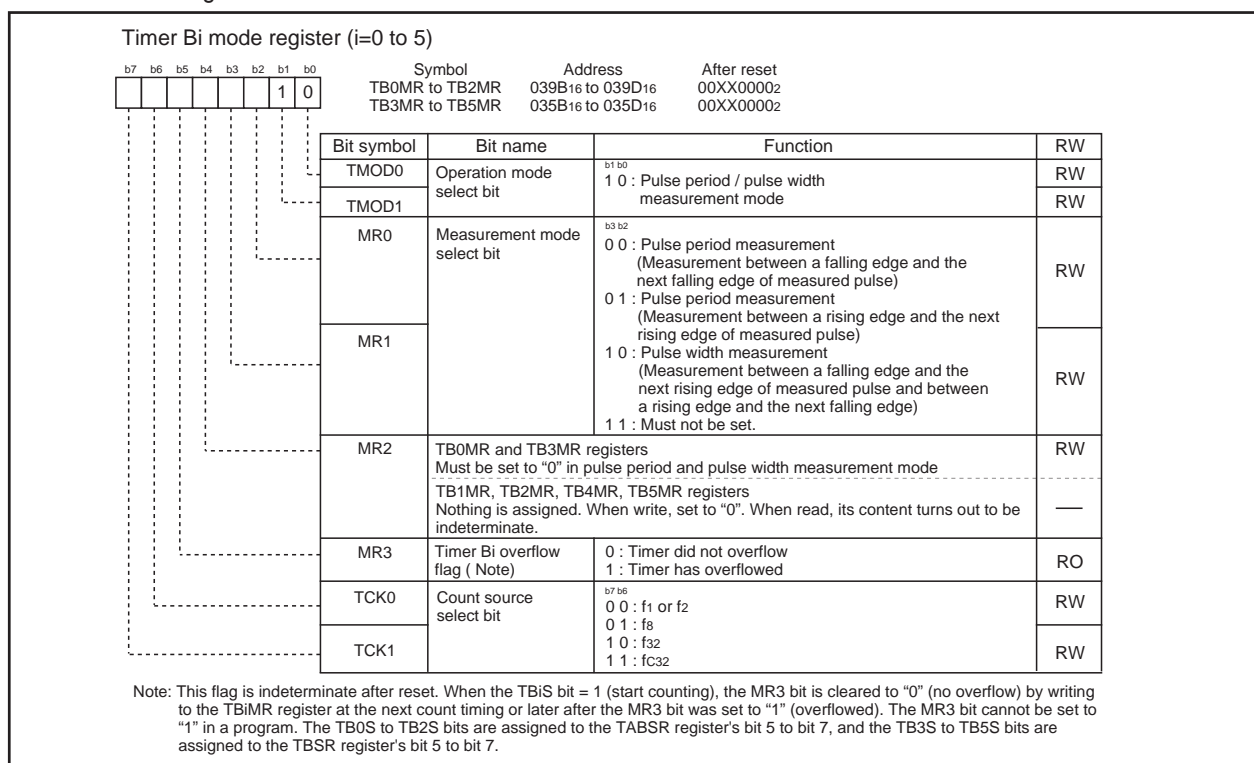 Timer Bi mode register (i=0 to 5)
b7 b6 b5 b4 b3 b2 b1 b0
1 0
Symbol Address After reset
TB0MR to TB2MR 039B16 to 039D16 00XX00002
TB3MR to TB5MR 035B16 to 035D16 00XX00002
Bit symbol Bit name Function RW
TMOD0 Operation mode select bit
b1 b0
1 0 : Pulse period / pulse width
measurement mode
RW
TMOD1 RW
MR0 Measurement mode
select bit
b3 b2
0 0 : Pulse period measurement
(Measurement between a falling edge and the
next falling edge of measured pulse)
RW
0 1 : Pulse period measurement
(Measurement between a rising edge and the next
rising edge of measured pulse)
MR1
1 0 : Pulse width measurement
(Measurement between a falling edge and the
next rising edge of measured pulse and between
a rising edge and the next falling edge)
RW
1 1 : Must not be set.
MR2 TB0MR and TB3MR registers RW
Must be set to “0” in pulse period and pulse width measurement mode
TB1MR, TB2MR, TB4MR, TB5MR registers
Nothing is assigned. When write, set to “0”. When read, its content turns out to be —
indeterminate.
MR3 Timer Bi overflow
flag ( Note)
0 : Timer did not overflow
1 : Timer has overflowed
RO
TCK0 Count source
select bit
b7 b6
0 0 : f1 or f2
RW
0 1 : f8
1 0 : f32
TCK1 RW
1 1 : fC32
Note: This flag is indeterminate after reset. When the TBiS bit = 1 (start counting), the MR3 bit is cleared to “0” (no overflow) by writing
to the TBiMR register at the next count timing or later after the MR3 bit was set to “1” (overflowed). The MR3 bit cannot be set to
“1” in a program. The TB0S to TB2S bits are assigned to the TABSR register's bit 5 to bit 7, and the TB3S to TB5S bits are
assigned to the TBSR register's bit 5 to bit 7.